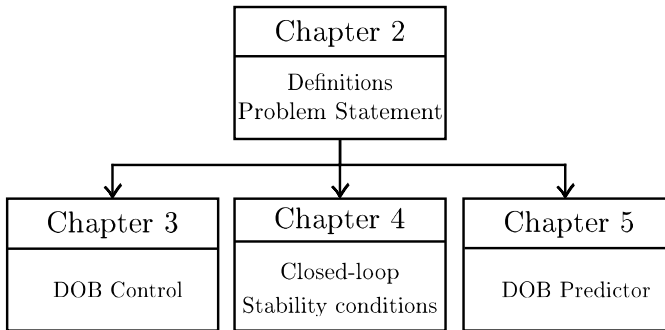 Chapter 2
Definitions
Problem Statement
Chapter 3
DOB Control
Chapter 4
Closed-loop
Stability conditions
Chapter 5
DOB Predictor